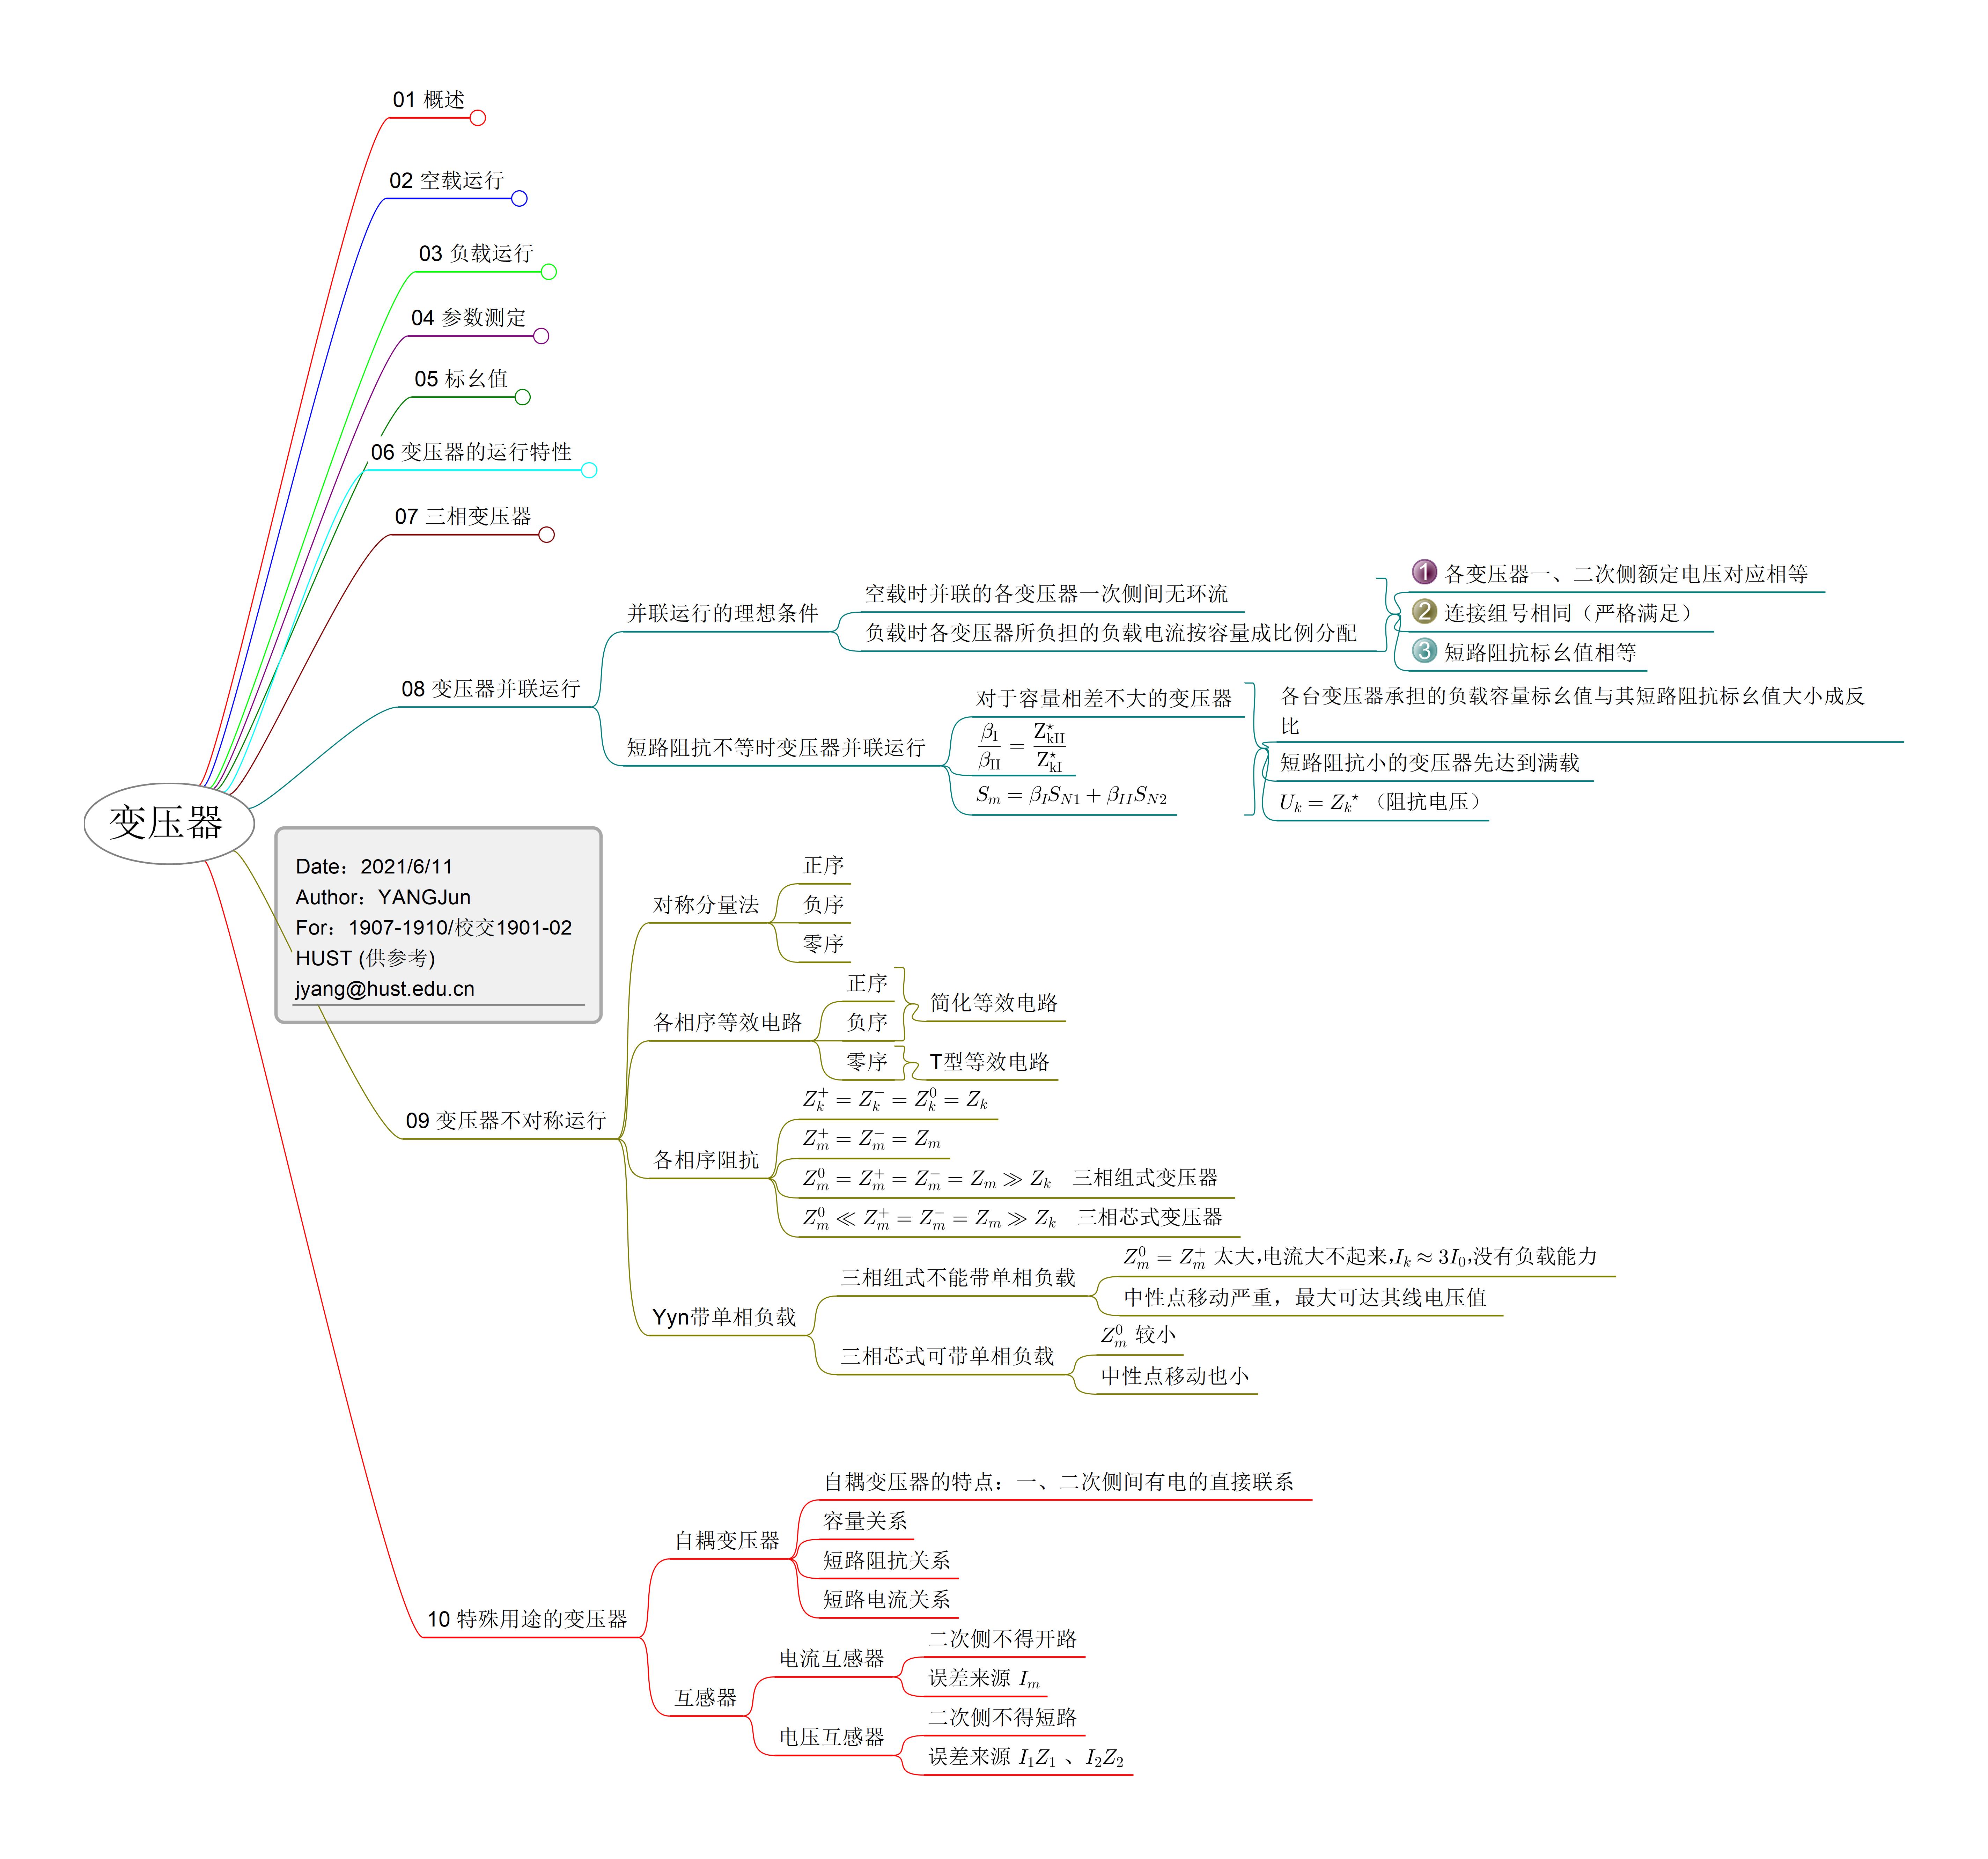 01 概述
02 空载运行
03 负载运行
04 参数测定
05 标幺值
06 变压器的运行特性
07 三相变压器
变压器
08 变压器并联运行
并联运行的理想条件
空载时并联的各变压器一次侧间无环流
负载时各变压器所负担的负载电流按容量成比例分配
1 各变压器一、二次侧额定电压对应相等
2 连接组号相同（严格满足）
3 短路阻抗标幺值相等
短路阻抗不等时变压器并联运行
对于容量相差不大的变压器
$\frac{\beta_{\mathrm{I}}}{\beta_{\mathrm{II}}} = \frac{Z_{\mathrm{kII}}^{\star}}{Z_{\mathrm{kI}}^{\star}}$
$S_m = \beta_I S_{N1} + \beta_{II} S_{N2}$
各台变压器承担的负载容量标幺值与其短路阻抗标幺值大小成反
比
短路阻抗小的变压器先达到满载
$U_k = Z_k^{\star}$ （阻抗电压）
Date：2021/6/11
Author：YANGJun
For：1907-1910/校交1901-02
HUST (供参考)
jyang@hust.edu.cn
09 变压器不对称运行
对称分量法
正序
负序
零序
各相序等效电路
正序
负序
简化等效电路
零序
T型等效电路
各相序阻抗
$Z_k^+ = Z_k^- = Z_k^0 = Z_k$
$Z_m^+ = Z_m^- = Z_m$
$Z_m^0 = Z_m^+ = Z_m^- = Z_m \gg Z_k$ 三相组式变压器
$Z_m^0 \ll Z_m^+ = Z_m^- = Z_m \gg Z_k$ 三相芯式变压器
Yyn带单相负载
三相组式不能带单相负载
$Z_m^0 = Z_m^+$ 太大,电流大不起来,$I_k \approx 3I_0$,没有负载能力
中性点移动严重，最大可达其线电压值
三相芯式可带单相负载
$Z_m^0$ 较小
中性点移动也小
10 特殊用途的变压器
自耦变压器
自耦变压器的特点：一、二次侧间有电的直接联系
容量关系
短路阻抗关系
短路电流关系
互感器
电流互感器
二次侧不得开路
误差来源 $I_m$
电压互感器
二次侧不得短路
误差来源 $I_1Z_1$ 、$I_2Z_2$